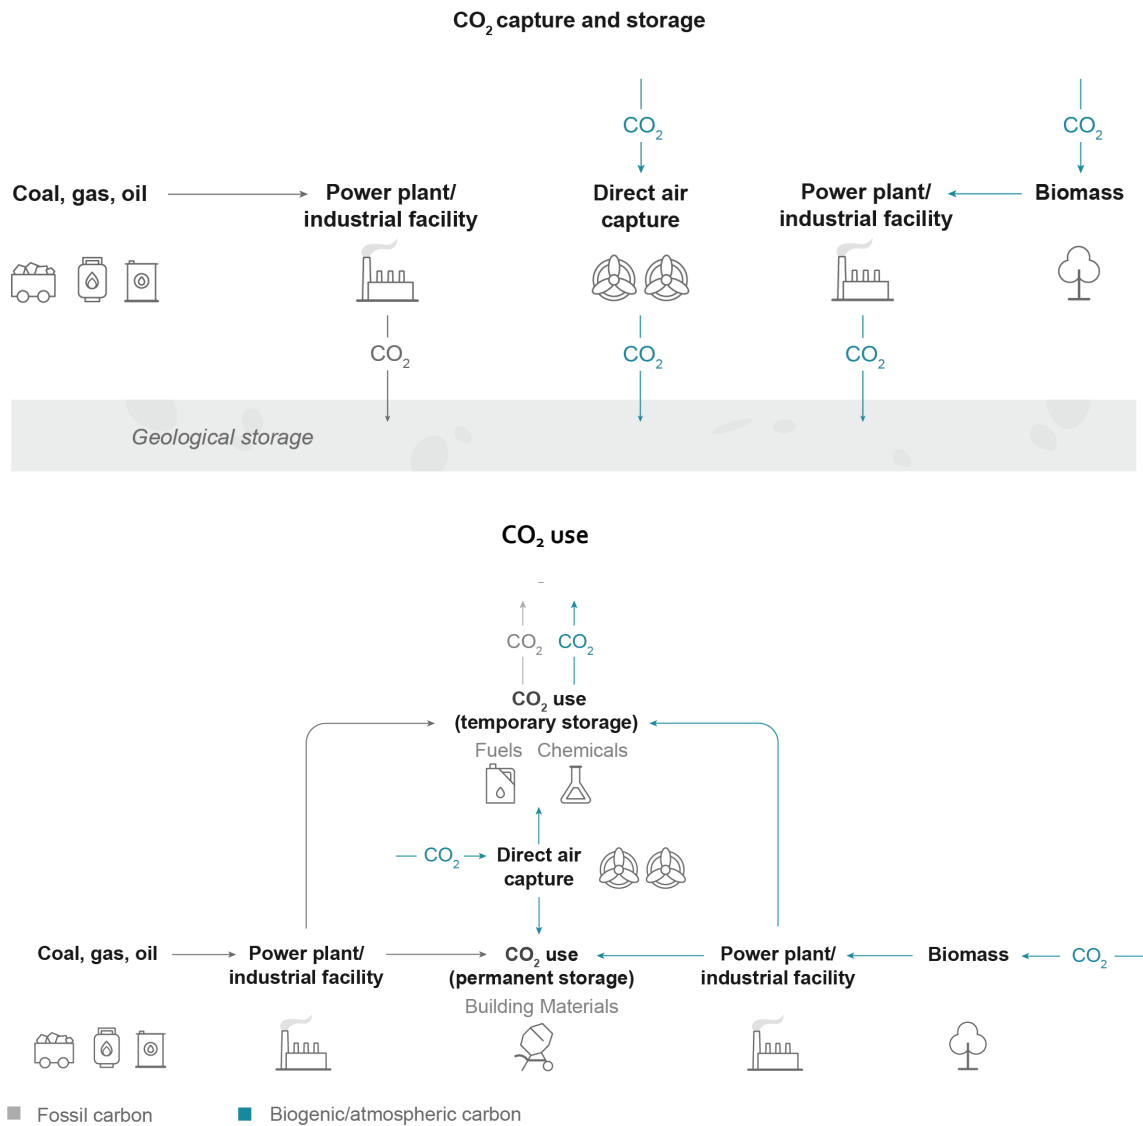 CO₂ capture and storage
CO₂
CO₂
Coal, gas, oil
Power plant/
industrial facility
Direct air
capture
Power plant/
industrial facility
Biomass
CO₂
CO₂
CO₂
Geological storage
CO₂ use
CO₂
CO₂
CO₂ use
(temporary storage)
Fuels
Chemicals
CO₂
Direct air
capture
Coal, gas, oil
Power plant/
industrial facility
CO₂ use
(permanent storage)
Building Materials
Power plant/
industrial facility
Biomass
CO₂
Fossil carbon
Biogenic/atmospheric carbon